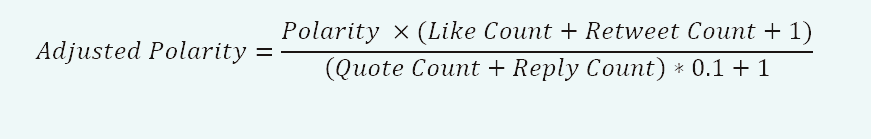 Adjusted Polarity = Polarity × (Like Count + Retweet Count + 1) / (Quote Count + Reply Count) * 0.1 + 1